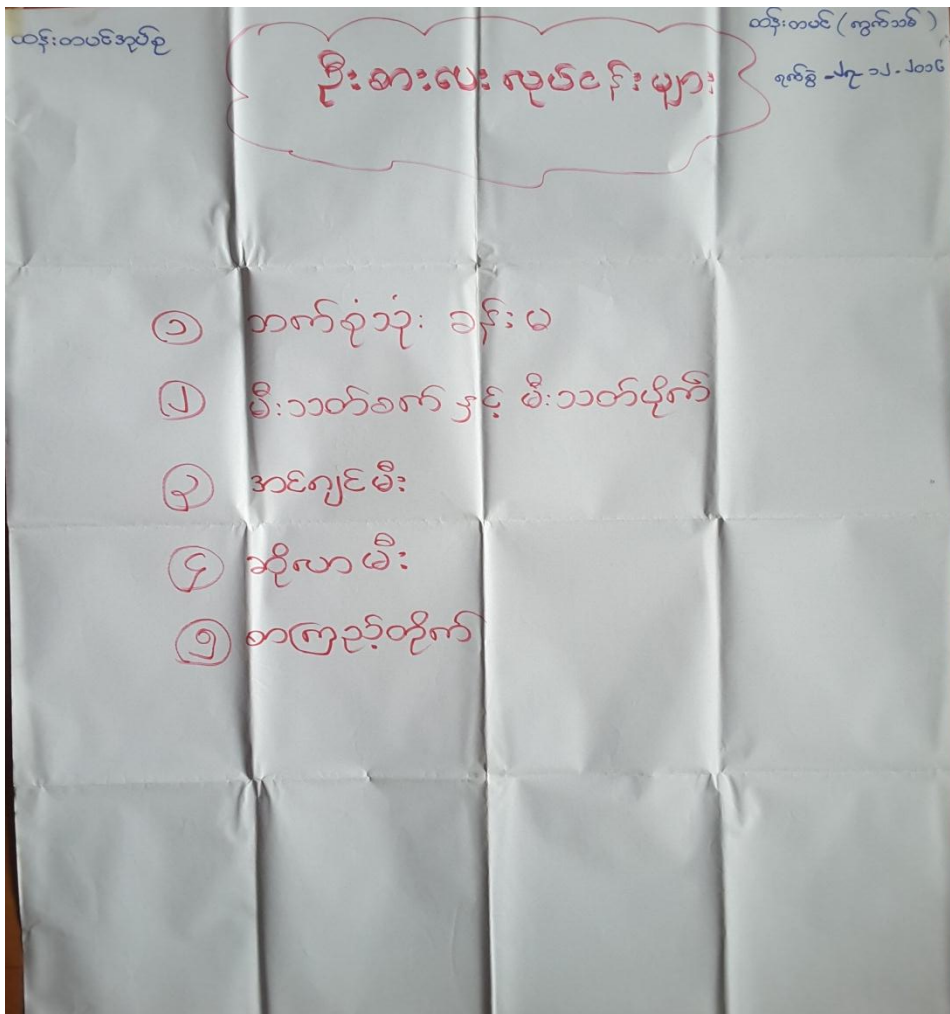 ထန်းတပင်အုပ်စု
ထန်းတပင် (ကွက်သစ်)
ရက်စွဲ -၂၇-၁၂-၂၀၁၆
ဦးစားပေးလုပ်ငန်းများ
၁ ဘက်စုံသုံး ခန်းမ
၂ မီးသတ်စက် နှင့် မီးသတ်ပိုက်
၃ အင်ဂျင်မီး
၄ ဆိုလာမီး
၅ စာကြည့်တိုက်